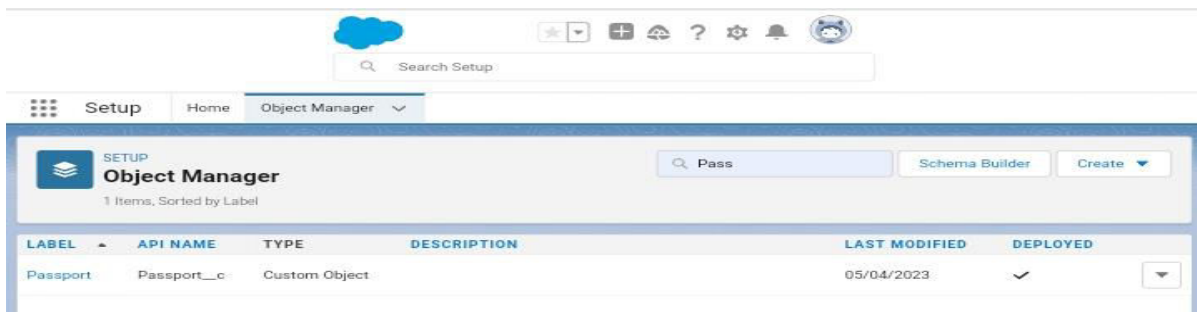 Search Setup
Setup Home Object Manager
SETUP
Object Manager
1 Items, Sorted by Label
Pass
Schema Builder
Create
LABEL API NAME TYPE DESCRIPTION LAST MODIFIED DEPLOYED
Passport Passport__c Custom Object 05/04/2023